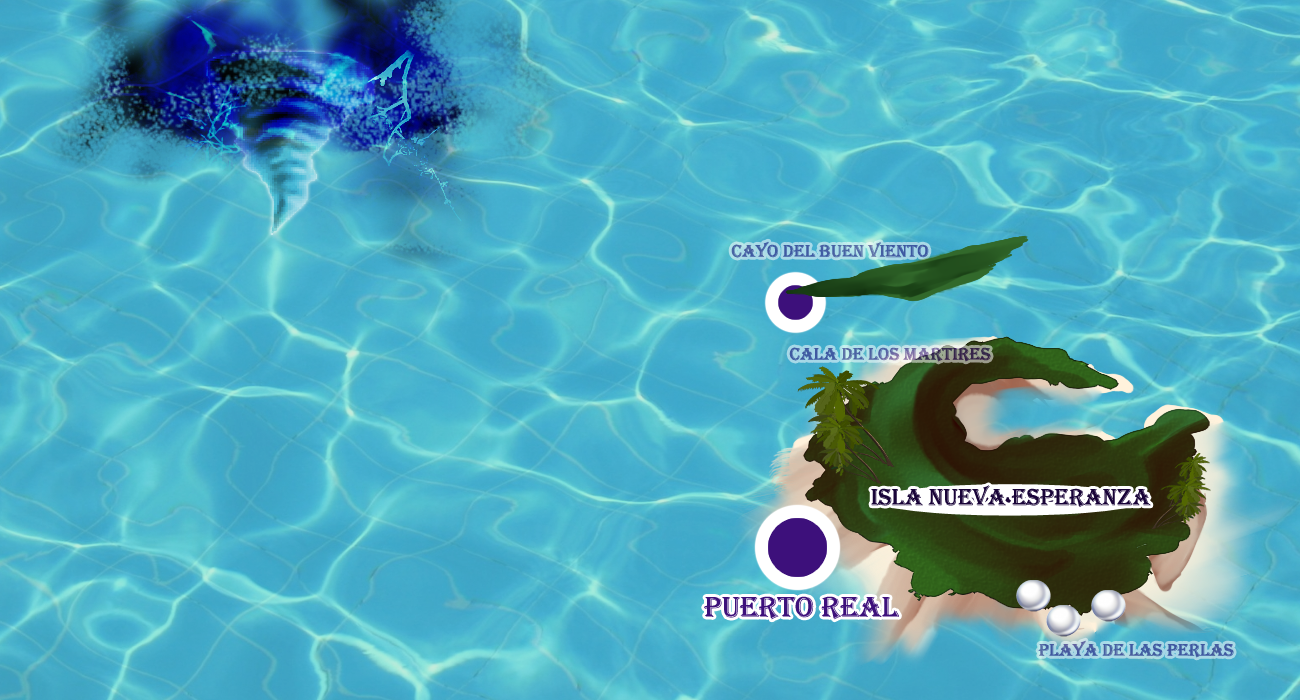 CAYO DEL BUEN VIENTO
CALA DE LOS MARTIRES
ISLA NUEVA ESPERANZA
PUERTO REAL
PLAYA DE LAS PERLAS